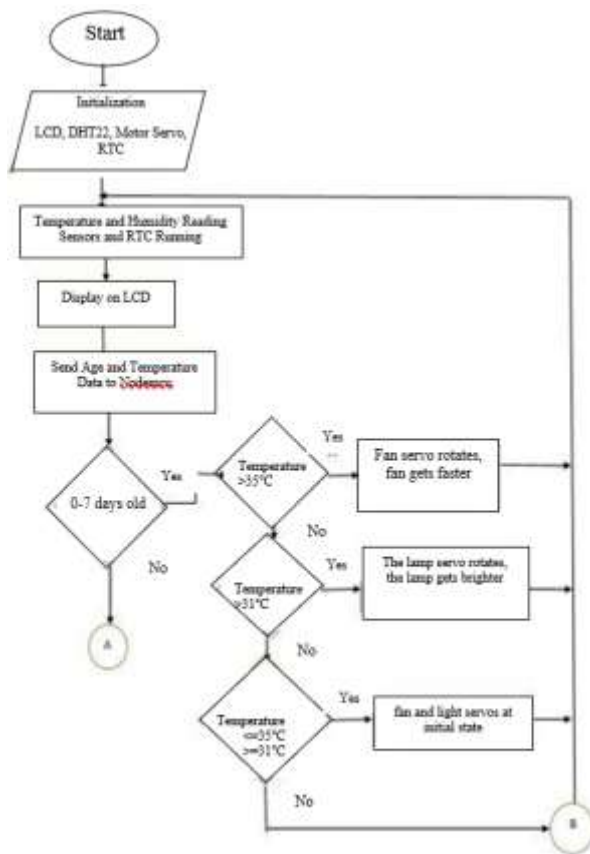 Start
Initialization
LCD, DHT22, Motor Servo,
RTC
Temperature and Humidity Reading
Sensors and RTC Running
Display on LCD
Send Age and Temperature
Data to Nodemcu
0-7 days old
Yes
No
A
Temperature
>35°C
Yes
Fan servo rotates,
fan gets faster
No
Temperature
>31°C
Yes
The lamp servo rotates,
the lamp gets brighter
No
Temperature
<=35°C
>=31°C
Yes
fan and light servos at
initial state
No
B